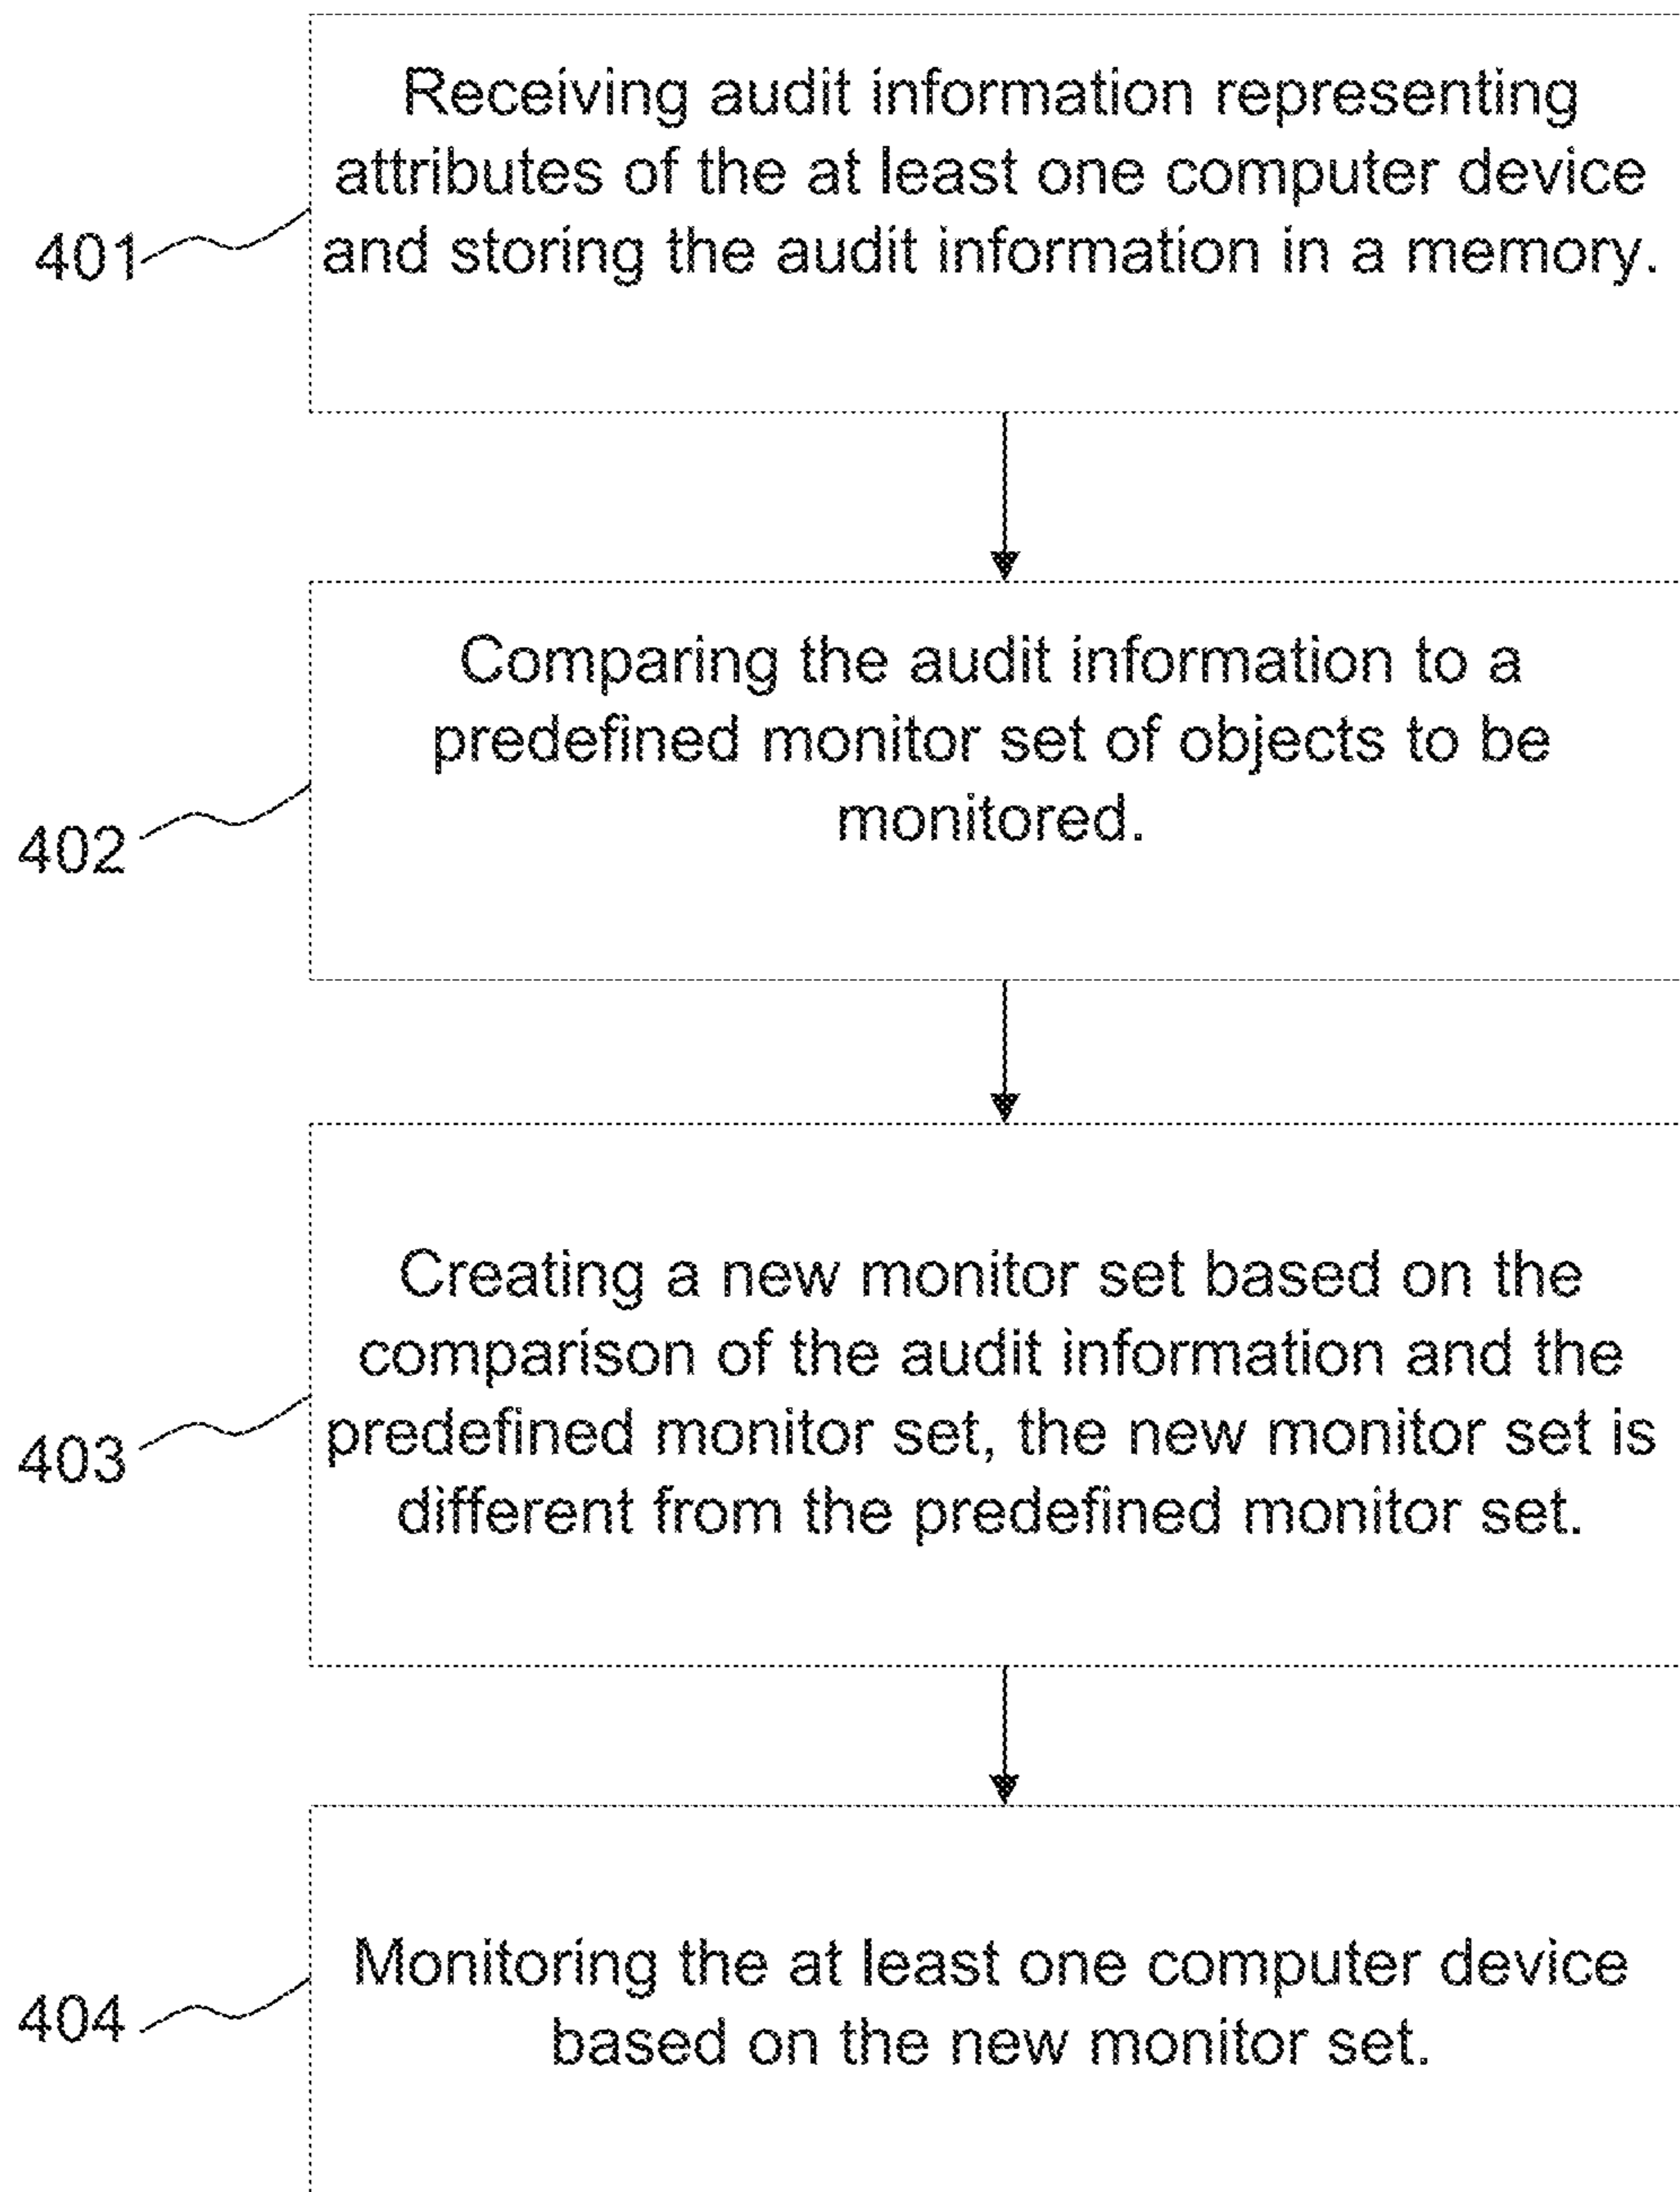 Receiving audit information representing
attributes of the at least one computer device
and storing the audit information in a memory.
401
Comparing the audit information to a
predefined monitor set of objects to be
monitored.
402
Creating a new monitor set based on the
comparison of the audit information and the
predefined monitor set, the new monitor set is
different from the predefined monitor set.
403
Monitoring the at least one computer device
based on the new monitor set.
404